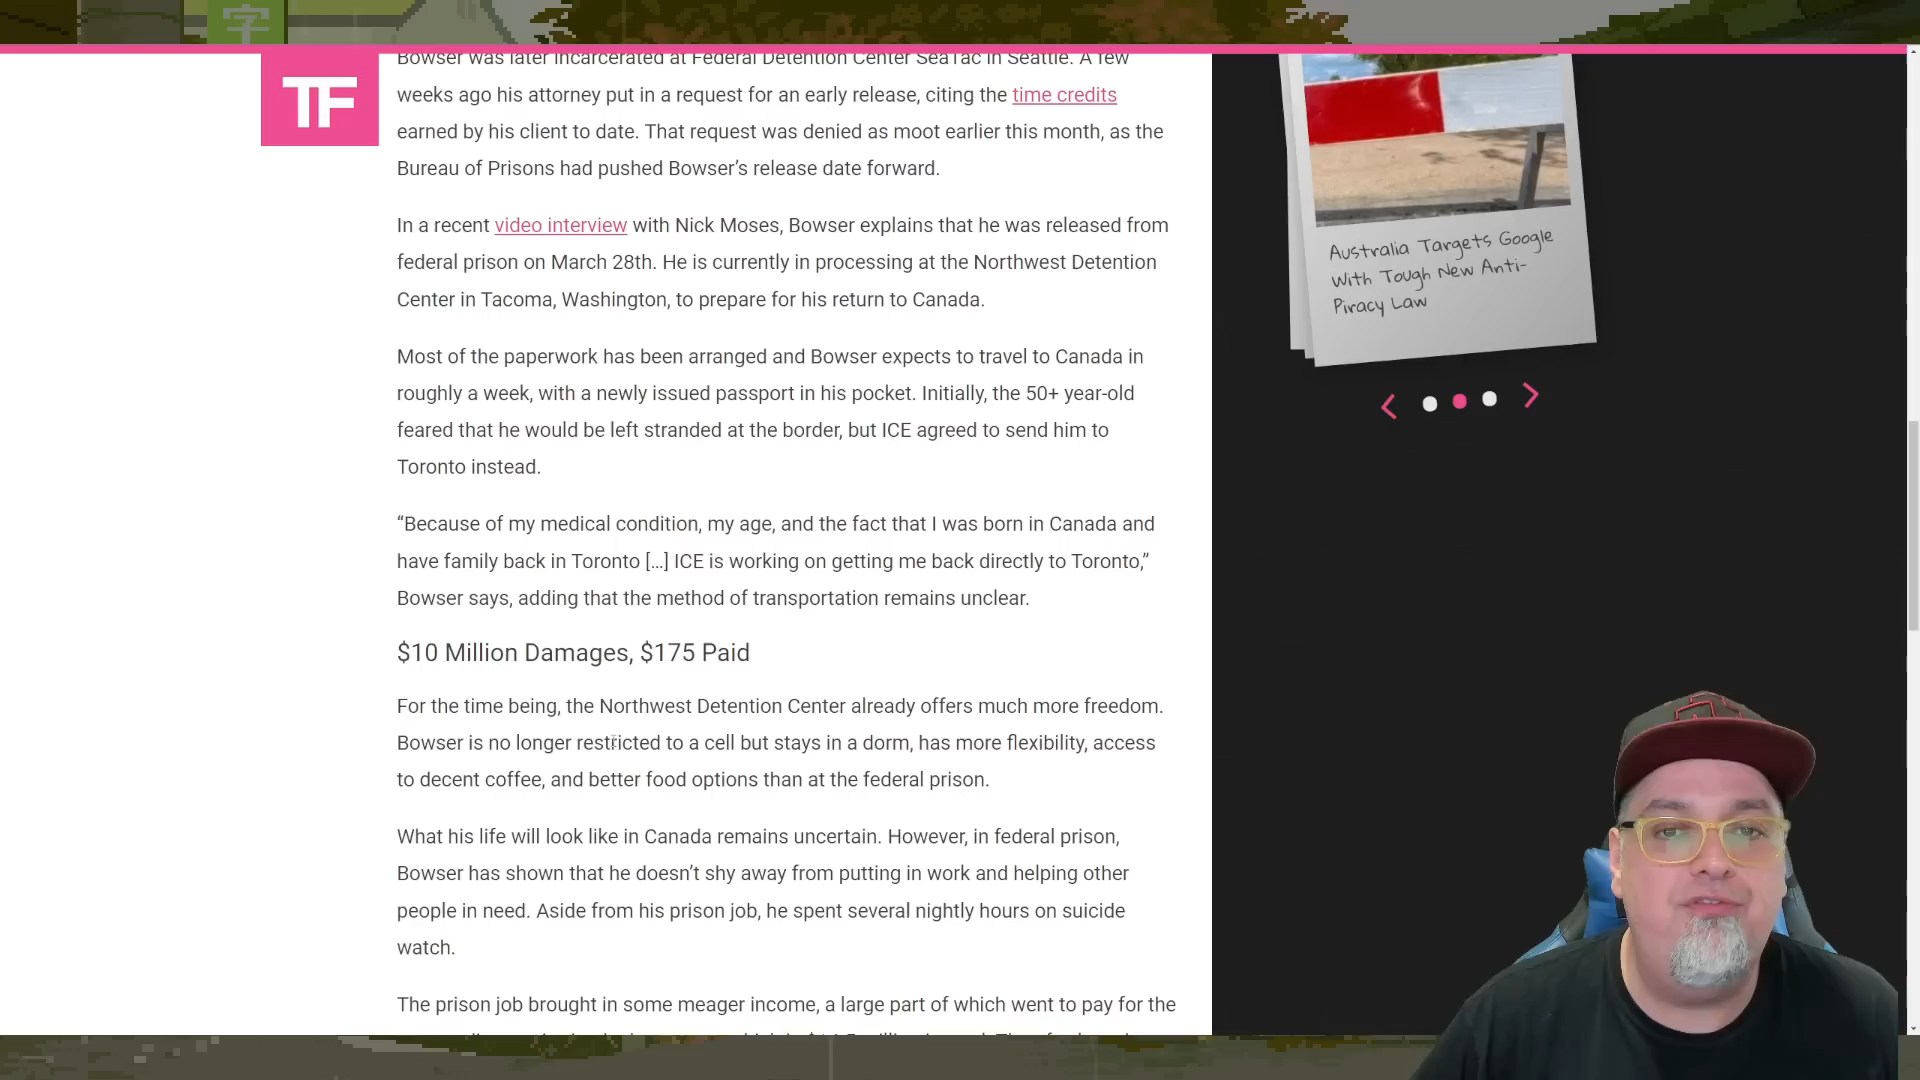 字
TF
Bowser was later incarcerated at Federal Detention Center SeaTac in Seattle. A few
weeks ago his attorney put in a request for an early release, citing the time credits
earned by his client to date. That request was denied as moot earlier this month, as the
Bureau of Prisons had pushed Bowser’s release date forward.
In a recent video interview with Nick Moses, Bowser explains that he was released from
federal prison on March 28th. He is currently in processing at the Northwest Detention
Center in Tacoma, Washington, to prepare for his return to Canada.
Most of the paperwork has been arranged and Bowser expects to travel to Canada in
roughly a week, with a newly issued passport in his pocket. Initially, the 50+ year-old
feared that he would be left stranded at the border, but ICE agreed to send him to
Toronto instead.
“Because of my medical condition, my age, and the fact that I was born in Canada and
have family back in Toronto […] ICE is working on getting me back directly to Toronto,”
Bowser says, adding that the method of transportation remains unclear.
$10 Million Damages, $175 Paid
For the time being, the Northwest Detention Center already offers much more freedom.
Bowser is no longer restricted to a cell but stays in a dorm, has more flexibility, access
to decent coffee, and better food options than at the federal prison.
What his life will look like in Canada remains uncertain. However, in federal prison,
Bowser has shown that he doesn’t shy away from putting in work and helping other
people in need. Aside from his prison job, he spent several nightly hours on suicide
watch.
The prison job brought in some meager income, a large part of which went to pay for the
Australia Targets Google
With Tough New Anti-
Piracy Law